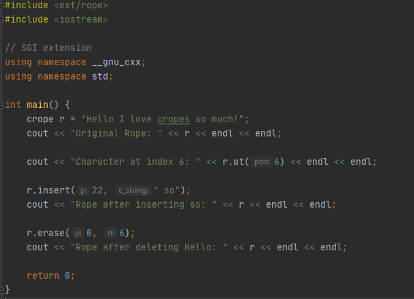 #include <ext/rope>
#include <iostream>
// SGI extension
using namespace __gnu_cxx;
using namespace std;
int main() {
crope r = "Hello I love cropes so much!";
cout << "Original Rope: " << r << endl << endl;
cout << "Character at index 6: " << r.at( pos: 6) << endl << endl;
r.insert( p: 22, c_string: " so");
cout << "Rope after inserting so: " << r << endl << endl;
r.erase( p: 0, n: 6);
cout << "Rope after deleting Hello: " << r << endl << endl;
return 0;
}